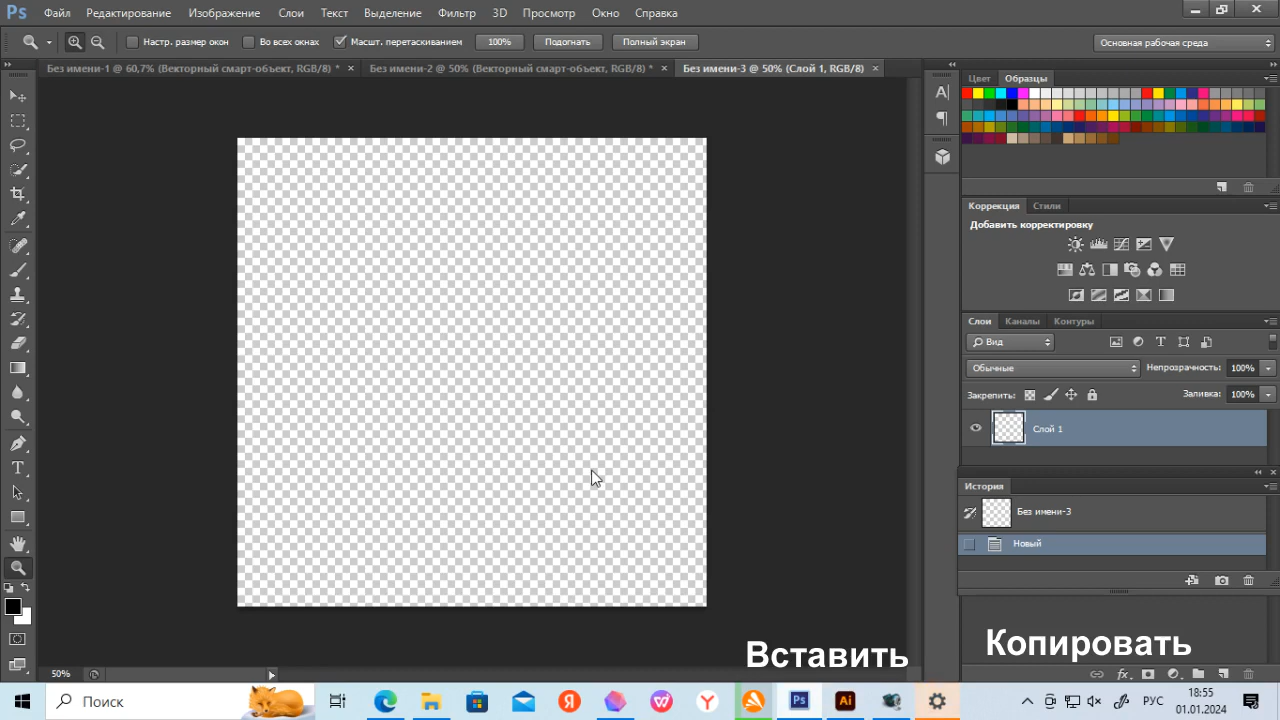 Ps Файл Редактирование Изображение Слои Текст Выделение Фильтр 3D Просмотр Окно Справка
Настр. размер окон Во всех окнах Масшт. перетаскиванием 100% Подогнать Полный экран Основная рабочая среда
Без имени-1 @ 60,7% (Векторный смарт-объект, RGB/8) * × Без имени-2 @ 50% (Векторный смарт-объект, RGB/8) * × Без имени-3 @ 50% (Слой 1, RGB/8) ×
Цвет Образцы
Коррекция Стили
Добавить корректировку
Слои Каналы Контуры
Вид
Обычные Непрозрачность: 100%
Закрепить: Заливка: 100%
Слой 1
История
Без имени-3
Новый
Вставить Копировать
50%
Поиск Ps Ai РУС 18:55
01.01.2024